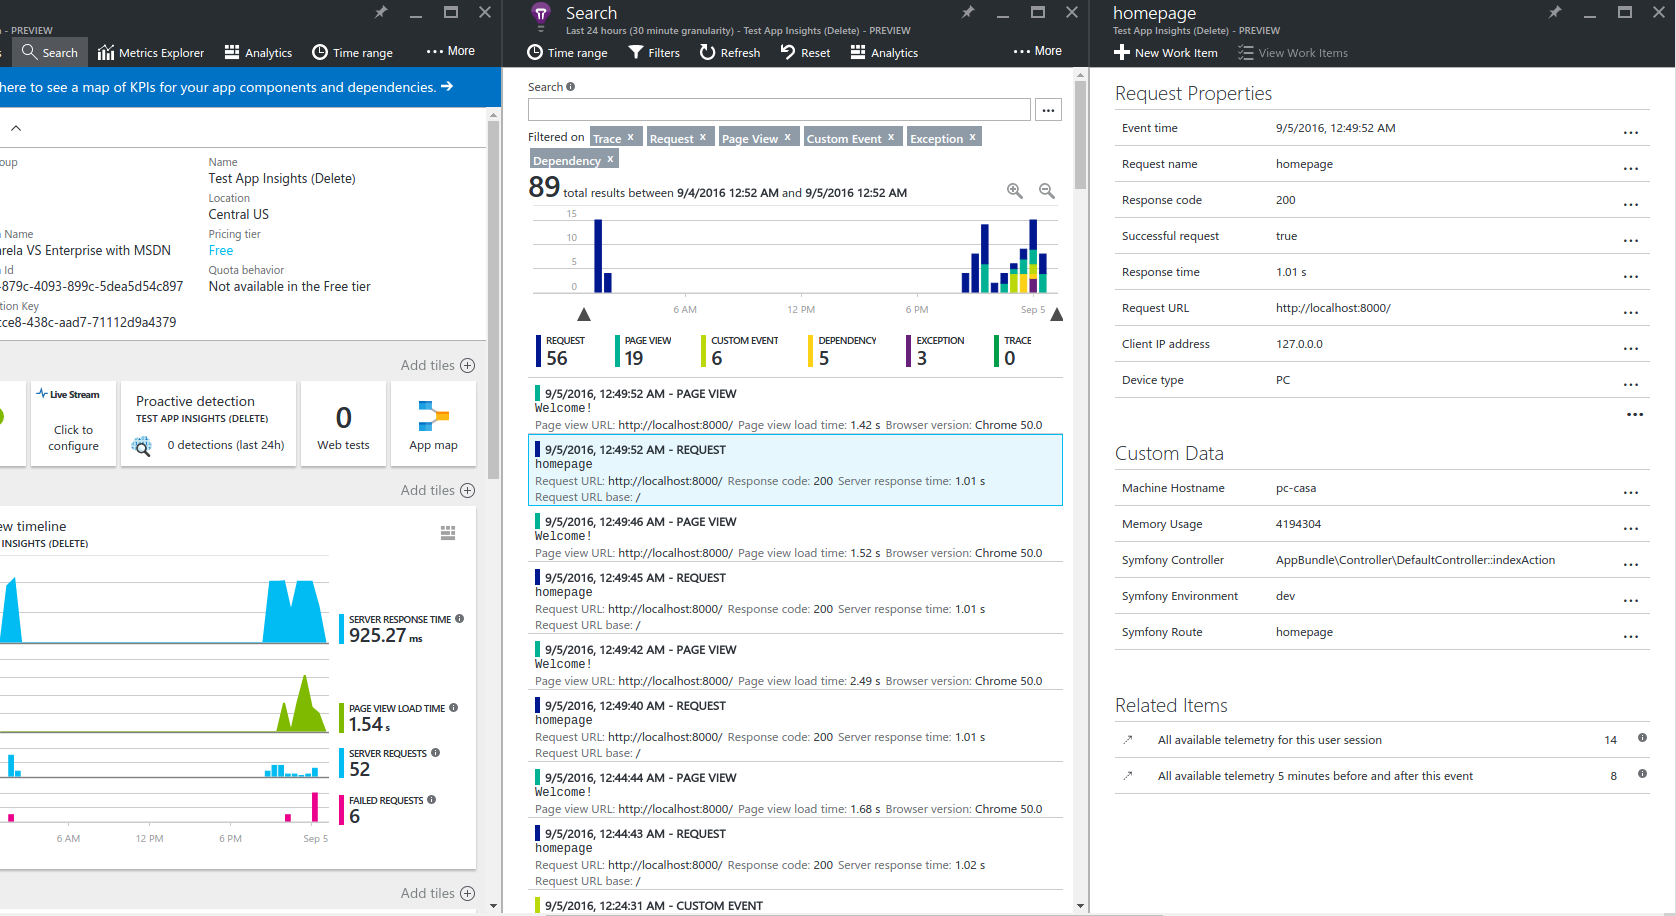 - PREVIEW
Search
Metrics Explorer
Analytics
Time range
••• More
here to see a map of KPIs for your app components and dependencies. →
oup
Name
Test App Insights (Delete)
Location
Central US
Name
Pricing tier
rela VS Enterprise with MSDN
Free
Id
Quota behavior
-879c-4093-899c-5dea5d54c897
Not available in the Free tier
tion Key
cce8-438c-aad7-71112d9a4379
Add tiles
Live Stream
Click to
configure
Proactive detection
TEST APP INSIGHTS (DELETE)
0 detections (last 24h)
0
Web tests
App map
Add tiles
ew timeline
INSIGHTS (DELETE)
SERVER RESPONSE TIME
925.27 ms
PAGE VIEW LOAD TIME
1.54 s
SERVER REQUESTS
52
FAILED REQUESTS
6
6 AM 12 PM 6 PM Sep 5
Add tiles
Search
Last 24 hours (30 minute granularity) - Test App Insights (Delete) - PREVIEW
Time range
Filters
Refresh
Reset
Analytics
••• More
Search
...
Filtered on Trace x Request x Page View x Custom Event x Exception x
Dependency x
89 total results between 9/4/2016 12:52 AM and 9/5/2016 12:52 AM
15
10
5
0
6 AM 12 PM 6 PM Sep 5
REQUEST
56
PAGE VIEW
19
CUSTOM EVENT
6
DEPENDENCY
5
EXCEPTION
3
TRACE
0
9/5/2016, 12:49:52 AM - PAGE VIEW
Welcome!
Page view URL: http://localhost:8000/ Page view load time: 1.42 s Browser version: Chrome 50.0
9/5/2016, 12:49:52 AM - REQUEST
homepage
Request URL: http://localhost:8000/ Response code: 200 Server response time: 1.01 s
Request URL base: /
9/5/2016, 12:49:46 AM - PAGE VIEW
Welcome!
Page view URL: http://localhost:8000/ Page view load time: 1.52 s Browser version: Chrome 50.0
9/5/2016, 12:49:45 AM - REQUEST
homepage
Request URL: http://localhost:8000/ Response code: 200 Server response time: 1.01 s
Request URL base: /
9/5/2016, 12:49:42 AM - PAGE VIEW
Welcome!
Page view URL: http://localhost:8000/ Page view load time: 2.49 s Browser version: Chrome 50.0
9/5/2016, 12:49:40 AM - REQUEST
homepage
Request URL: http://localhost:8000/ Response code: 200 Server response time: 1.01 s
Request URL base: /
9/5/2016, 12:44:44 AM - PAGE VIEW
Welcome!
Page view URL: http://localhost:8000/ Page view load time: 1.68 s Browser version: Chrome 50.0
9/5/2016, 12:44:43 AM - REQUEST
homepage
Request URL: http://localhost:8000/ Response code: 200 Server response time: 1.02 s
Request URL base: /
9/5/2016, 12:24:31 AM - CUSTOM EVENT
homepage
Test App Insights (Delete) - PREVIEW
New Work Item
View Work Items
Request Properties
Event time 9/5/2016, 12:49:52 AM ...
Request name homepage ...
Response code 200 ...
Successful request true ...
Response time 1.01 s ...
Request URL http://localhost:8000/ ...
Client IP address 127.0.0.0 ...
Device type PC ...
...
Custom Data
Machine Hostname pc-casa ...
Memory Usage 4194304 ...
Symfony Controller AppBundle\Controller\DefaultController::indexAction ...
Symfony Environment dev ...
Symfony Route homepage ...
Related Items
All available telemetry for this user session 14
All available telemetry 5 minutes before and after this event 8